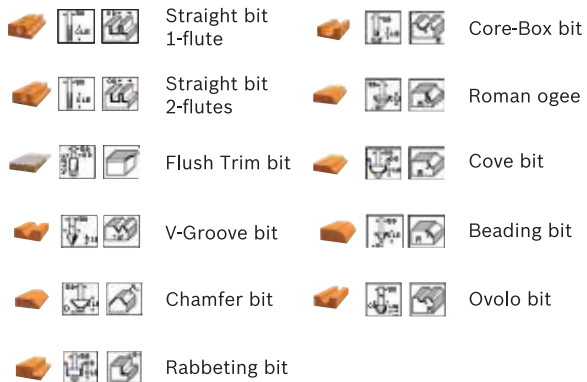 Straight bit
1-flute
Straight bit
2-flutes
Flush Trim bit
V-Groove bit
Chamfer bit
Rabbeting bit
Core-Box bit
Roman ogee
Cove bit
Beading bit
Ovolo bit